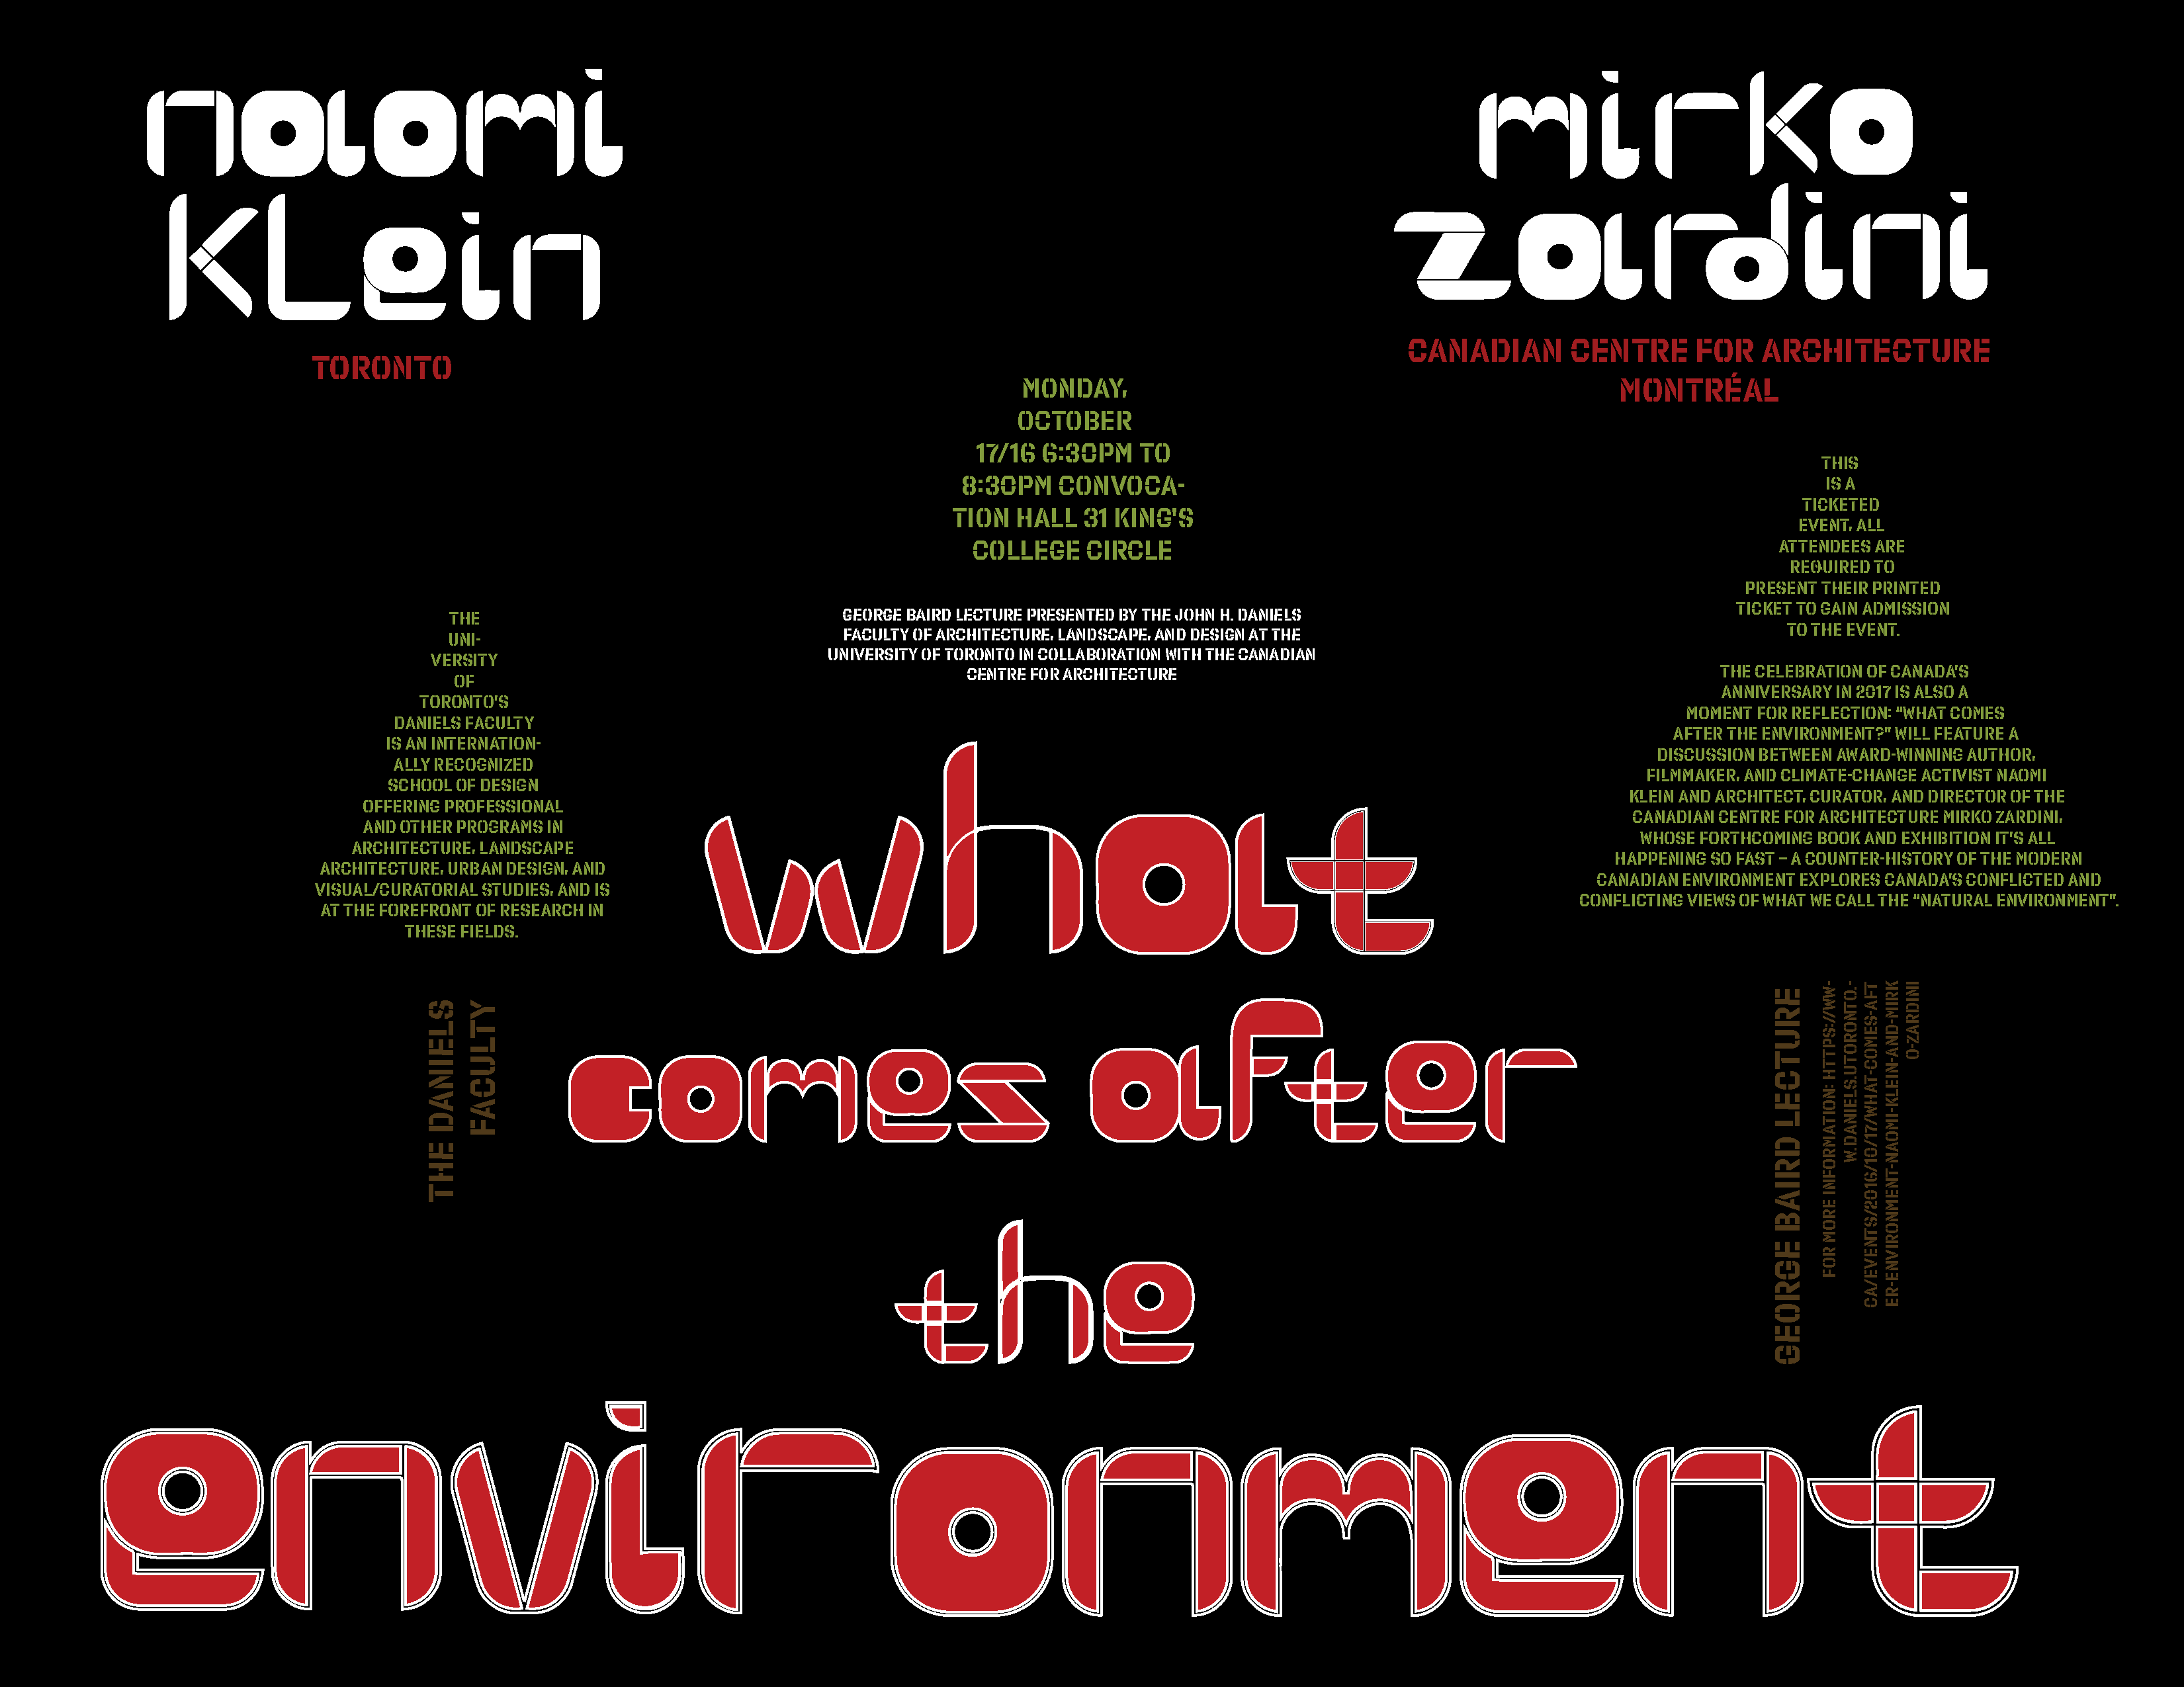 naomi
Klein
TORONTO
mirko
zardini
CANADIAN CENTRE FOR ARCHITECTURE
MONTRÉAL
MONDAY,
OCTOBER
17/16 6:30PM TO
8:30PM CONVOCA-
TION HALL 31 KING'S
COLLEGE CIRCLE
GEORGE BAIRD LECTURE PRESENTED BY THE JOHN H. DANIELS
FACULTY OF ARCHITECTURE, LANDSCAPE, AND DESIGN AT THE
UNIVERSITY OF TORONTO IN COLLABORATION WITH THE CANADIAN
CENTRE FOR ARCHITECTURE
THE
UNI-
VERSITY
OF
TORONTO'S
DANIELS FACULTY
IS AN INTERNATION-
ALLY RECOGNIZED
SCHOOL OF DESIGN
OFFERING PROFESSIONAL
AND OTHER PROGRAMS IN
ARCHITECTURE, LANDSCAPE
ARCHITECTURE, URBAN DESIGN, AND
VISUAL/CURATORIAL STUDIES, AND IS
AT THE FOREFRONT OF RESEARCH IN
THESE FIELDS.
THIS
IS A
TICKETED
EVENT, ALL
ATTENDEES ARE
REQUIRED TO
PRESENT THEIR PRINTED
TICKET TO GAIN ADMISSION
TO THE EVENT.
THE CELEBRATION OF CANADA'S
ANNIVERSARY IN 2017 IS ALSO A
MOMENT FOR REFLECTION: “WHAT COMES
AFTER THE ENVIRONMENT?” WILL FEATURE A
DISCUSSION BETWEEN AWARD-WINNING AUTHOR,
FILMMAKER, AND CLIMATE-CHANGE ACTIVIST NAOMI
KLEIN AND ARCHITECT, CURATOR, AND DIRECTOR OF THE
CANADIAN CENTRE FOR ARCHITECTURE MIRKO ZARDINI,
WHOSE FORTHCOMING BOOK AND EXHIBITION IT'S ALL
HAPPENING SO FAST – A COUNTER-HISTORY OF THE MODERN
CANADIAN ENVIRONMENT EXPLORES CANADA'S CONFLICTED AND
CONFLICTING VIEWS OF WHAT WE CALL THE “NATURAL ENVIRONMENT”.
what
comes after
the
environment
THE DANIELS
FACULTY
GEORGE BAIRD LECTURE
FOR MORE INFORMATION: HTTPS://WW-
W.DANIELS.UTORONTO.-
CA/EVENTS/2016/10/17/WHAT-COMES-AFT
ER-ENVIRONMENT-NAOMI-KLEIN-AND-MIRK
O-ZARDINI